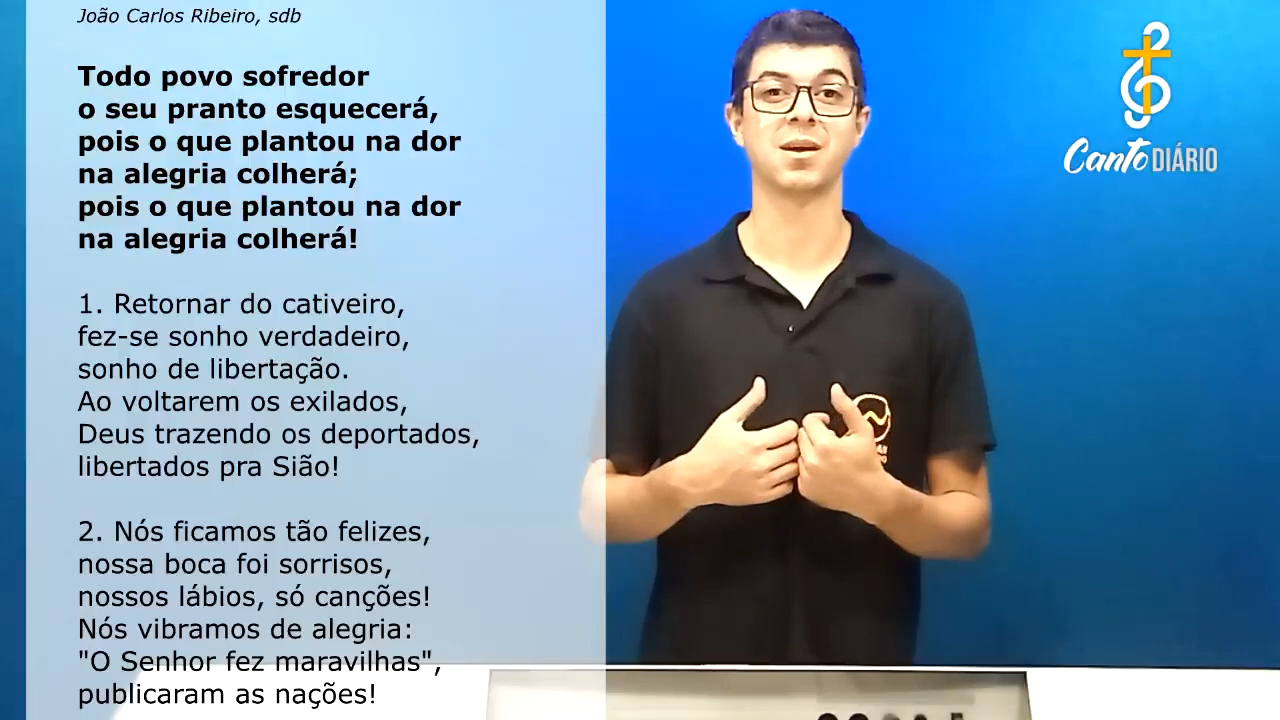 João Carlos Ribeiro, sdb
Todo povo sofredor
o seu pranto esquecerá,
pois o que plantou na dor
na alegria colherá;
pois o que plantou na dor
na alegria colherá!
1. Retornar do cativeiro,
fez-se sonho verdadeiro,
sonho de libertação.
Ao voltarem os exilados,
Deus trazendo os deportados,
libertados pra Sião!
2. Nós ficamos tão felizes,
nossa boca foi sorrisos,
nossos lábios, só canções!
Nós vibramos de alegria:
"O Senhor fez maravilhas",
publicaram as nações!
Canto DIÁRIO